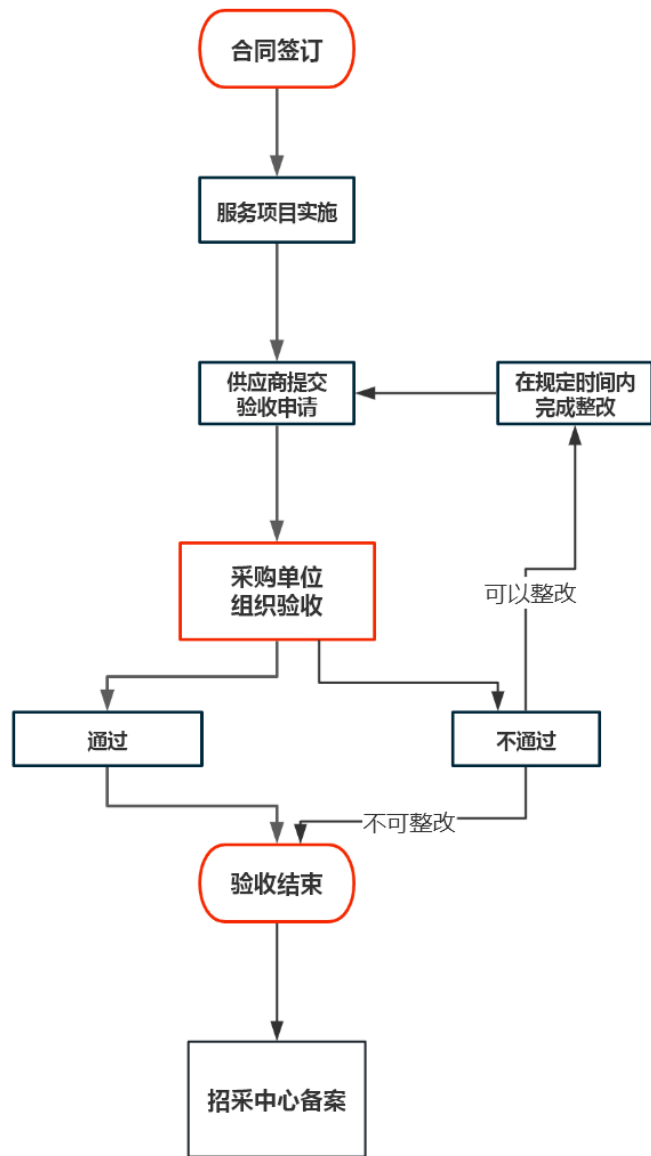 合同签订
服务项目实施
供应商提交
验收申请
在规定时间内
完成整改
采购单位
组织验收
可以整改
通过
不通过
不可整改
验收结束
招采中心备案